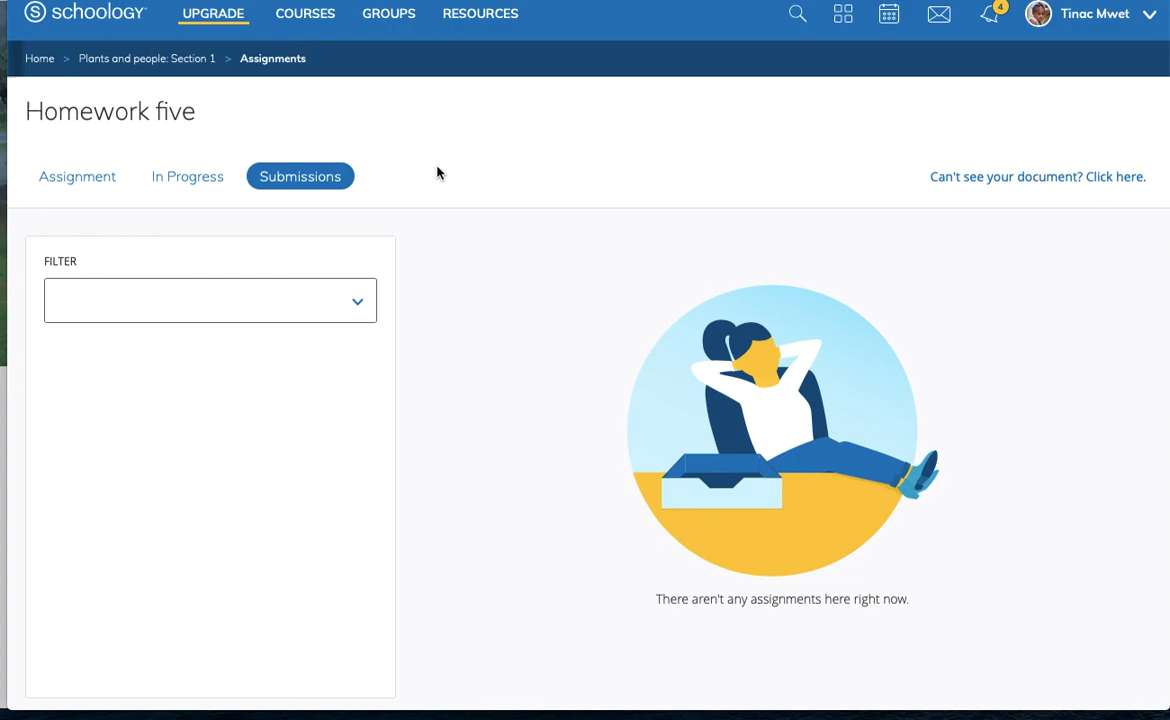 schoology
UPGRADE COURSES GROUPS RESOURCES 4 Tinac Mwet
Home > Plants and people: Section 1 > Assignments
Homework five
Assignment In Progress Submissions Can't see your document? Click here.
FILTER
There aren't any assignments here right now.